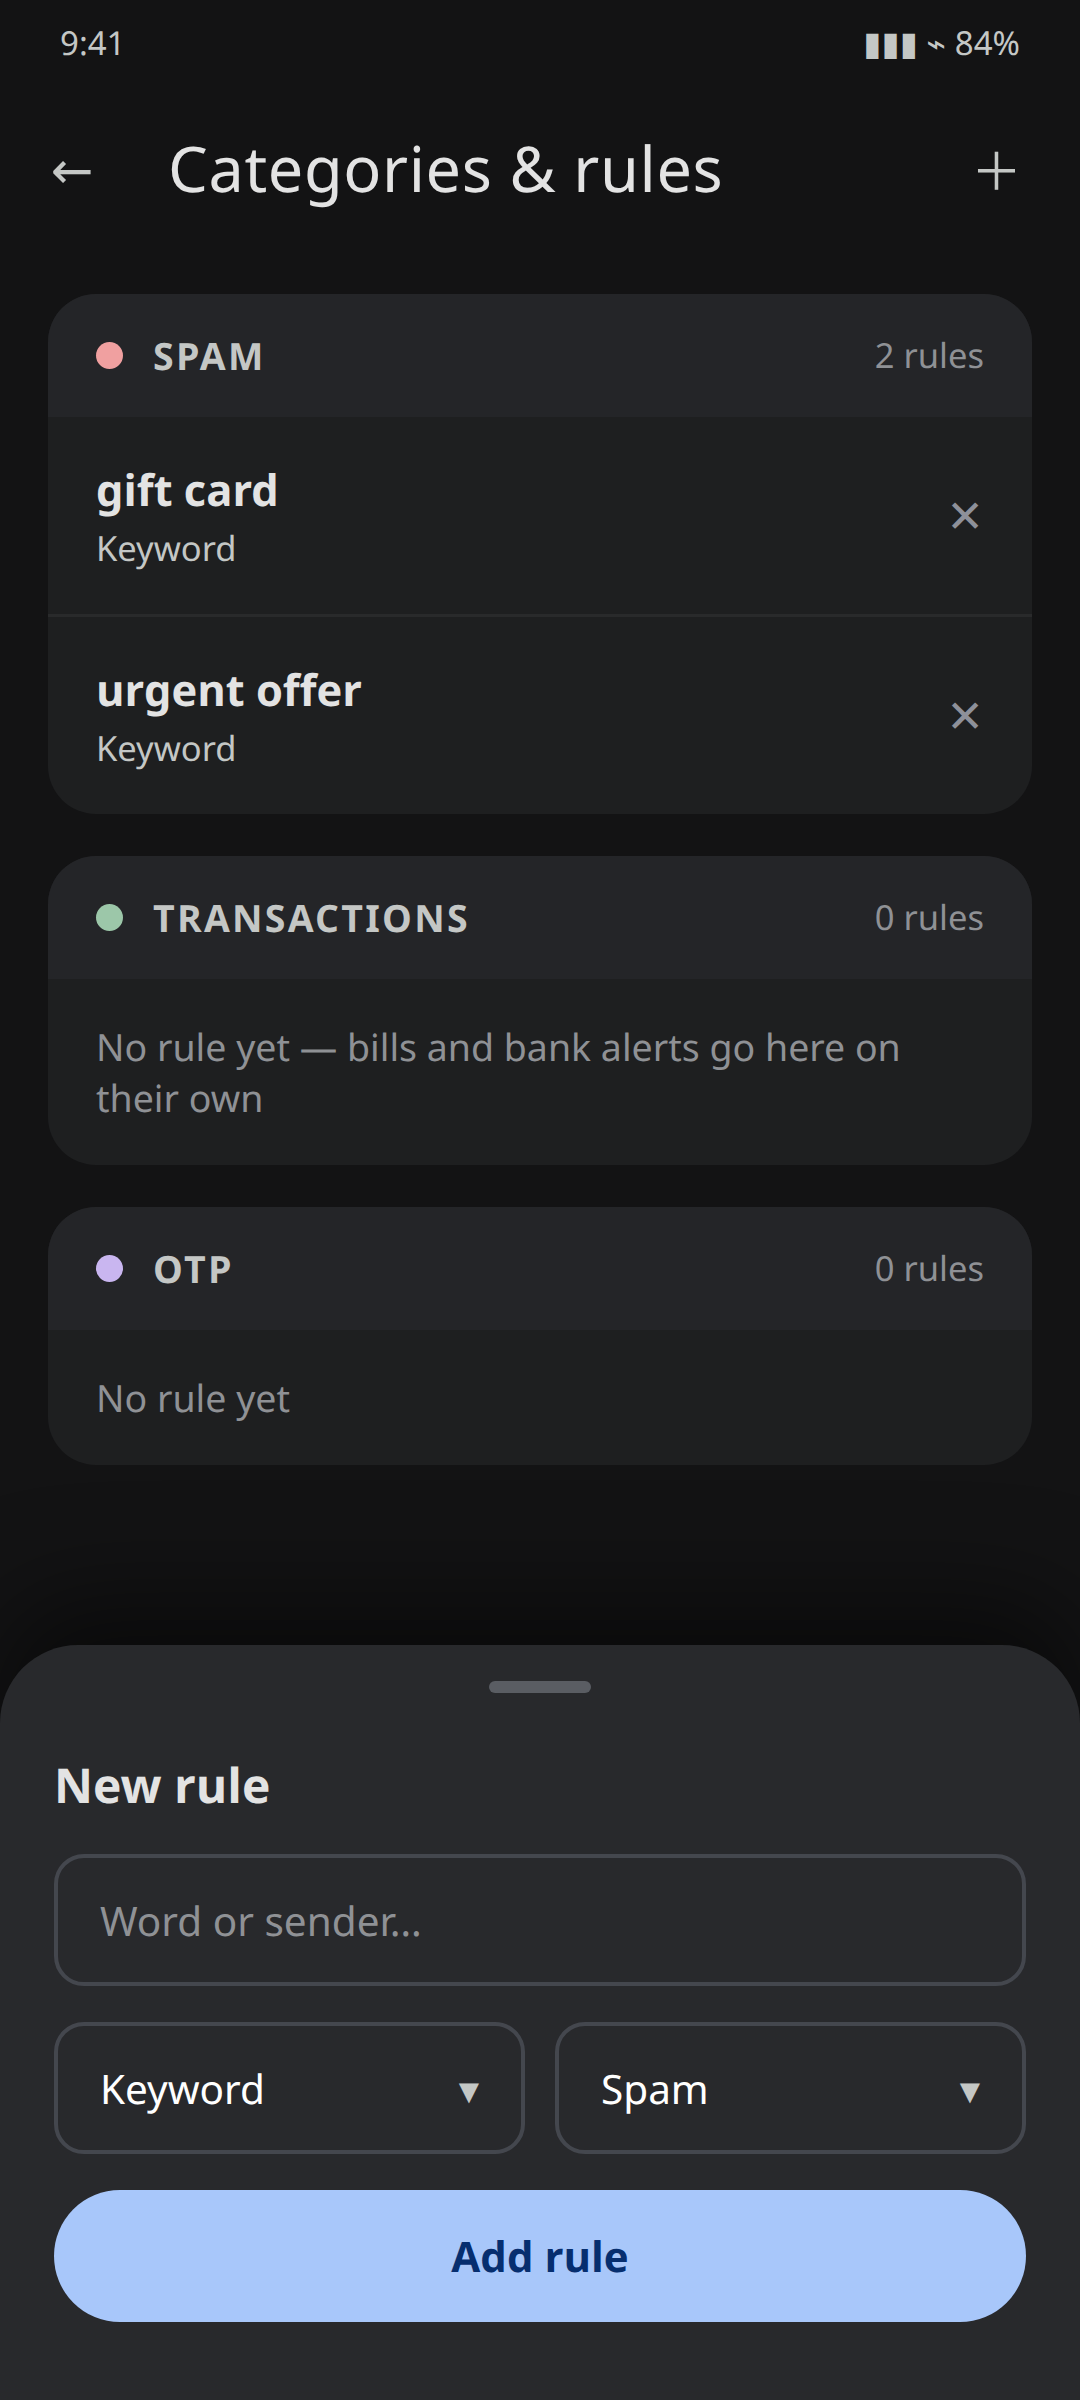 9:41
84%
← Categories & rules +
SPAM 2 rules
gift card
Keyword
✕
urgent offer
Keyword
✕
TRANSACTIONS 0 rules
No rule yet — bills and bank alerts go here on
their own
OTP 0 rules
No rule yet
New rule
Word or sender...
Keyword ▼ Spam ▼
Add rule